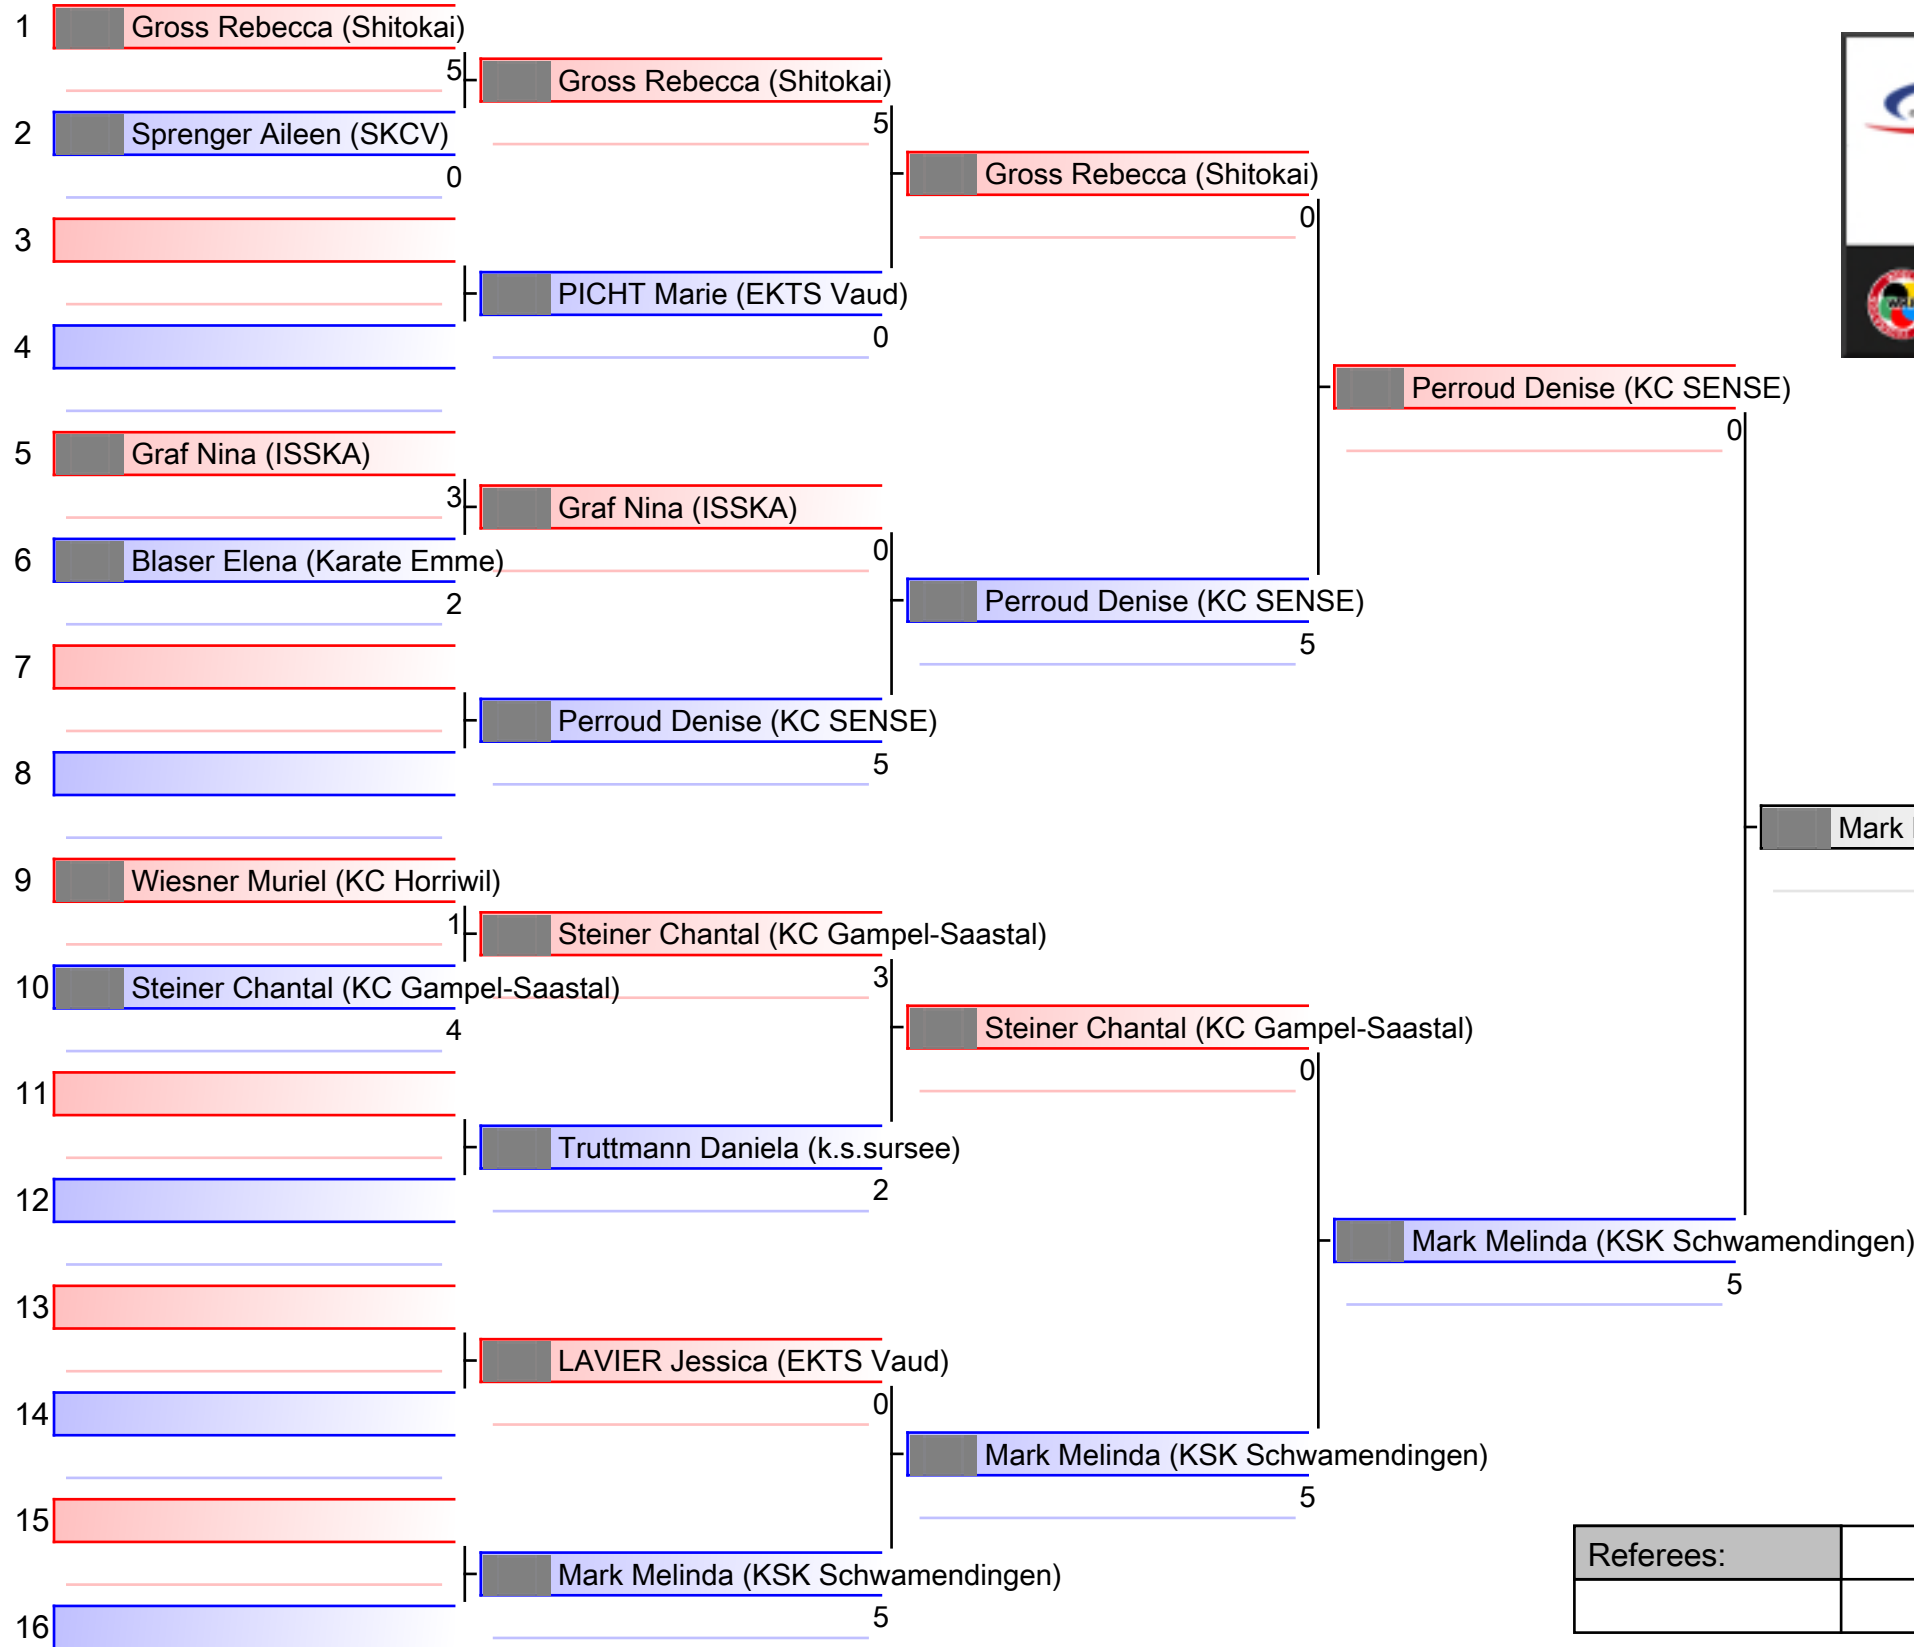 1 Gross Rebecca (Shitokai)
5
2 Sprenger Aileen (SKCV)
0
3
4
5 Graf Nina (ISSKA)
3
6 Blaser Elena (Karate Emme)
2
7
8
9 Wiesner Muriel (KC Horriwil)
1
10 Steiner Chantal (KC Gampel-Saastal)
4
11
12
13
14
15
16
Gross Rebecca (Shitokai)
5
PICHT Marie (EKTS Vaud)
0
Graf Nina (ISSKA)
0
Perroud Denise (KC SENSE)
5
Steiner Chantal (KC Gampel-Saastal)
3
Truttmann Daniela (k.s.sursee)
2
LAVIER Jessica (EKTS Vaud)
0
Mark Melinda (KSK Schwamendingen)
5
Gross Rebecca (Shitokai)
0
Perroud Denise (KC SENSE)
5
Steiner Chantal (KC Gampel-Saastal)
0
Mark Melinda (KSK Schwamendingen)
5
Perroud Denise (KC SENSE)
0
Mark Melinda (KSK Schwamendingen)
5
Mark
Referees: